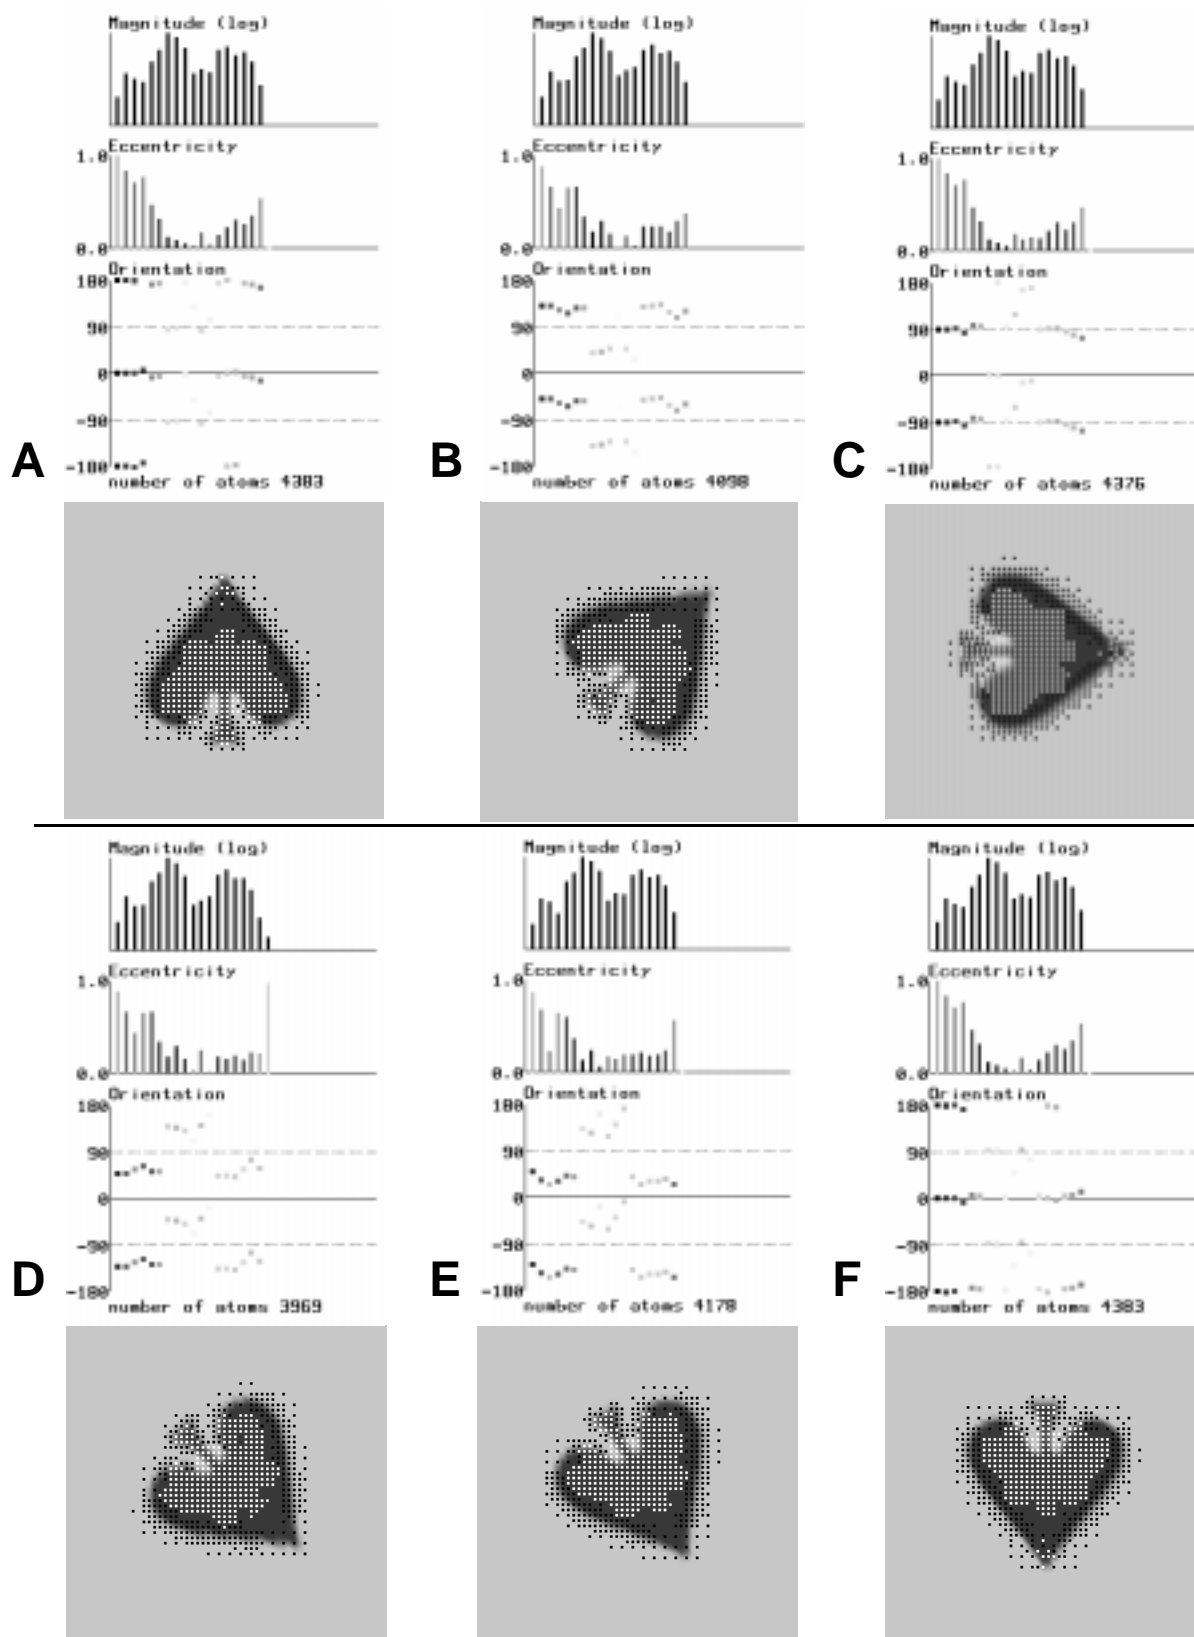 Magnitude (log)
Eccentricity
1.0
0.0
Orientation
180
90
0
-90
-180
A
number of atoms 4383
Magnitude (log)
Eccentricity
1.0
0.0
Orientation
180
90
0
-90
-180
B
number of atoms 4098
Magnitude (log)
Eccentricity
1.0
0.0
Orientation
180
90
0
-90
-180
C
number of atoms 4376
Magnitude (log)
Eccentricity
1.0
0.0
Orientation
180
90
0
-90
-180
D
number of atoms 3969
Magnitude (log)
Eccentricity
1.0
0.0
Orientation
180
90
0
-90
-180
E
number of atoms 4178
Magnitude (log)
Eccentricity
1.0
0.0
Orientation
180
90
0
-90
-180
F
number of atoms 4383